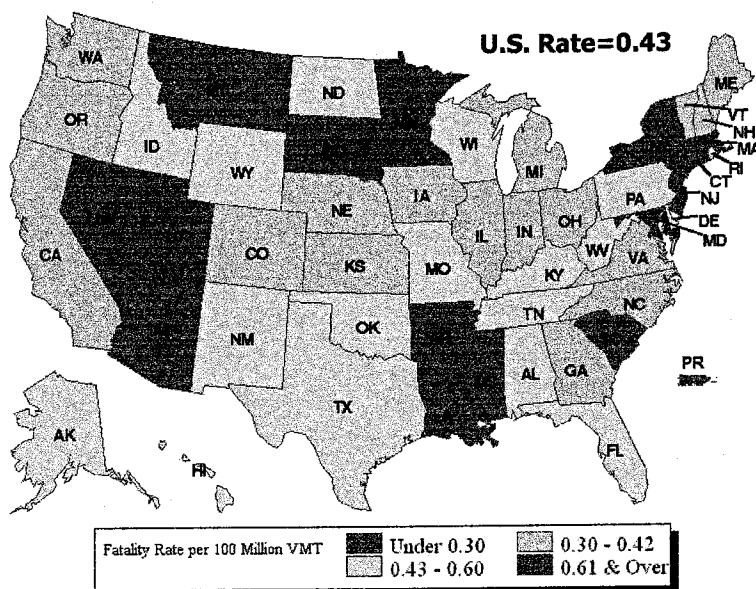 U.S. Rate=0.43
WA
ME
ND
OR
VT
NH
ID
WI
MA
WY
MI
RI
CT
IA
PA
NJ
NE
OH
DE
IL
IN
MD
CA
CO
WV
VA
KS
MO
KY
NC
TN
OK
NM
PR
AL
GA
TX
AK
HI
FL
Fatality Rate per 100 Million VMT
Under 0.30
0.30 - 0.42
0.43 - 0.60
0.61 & Over